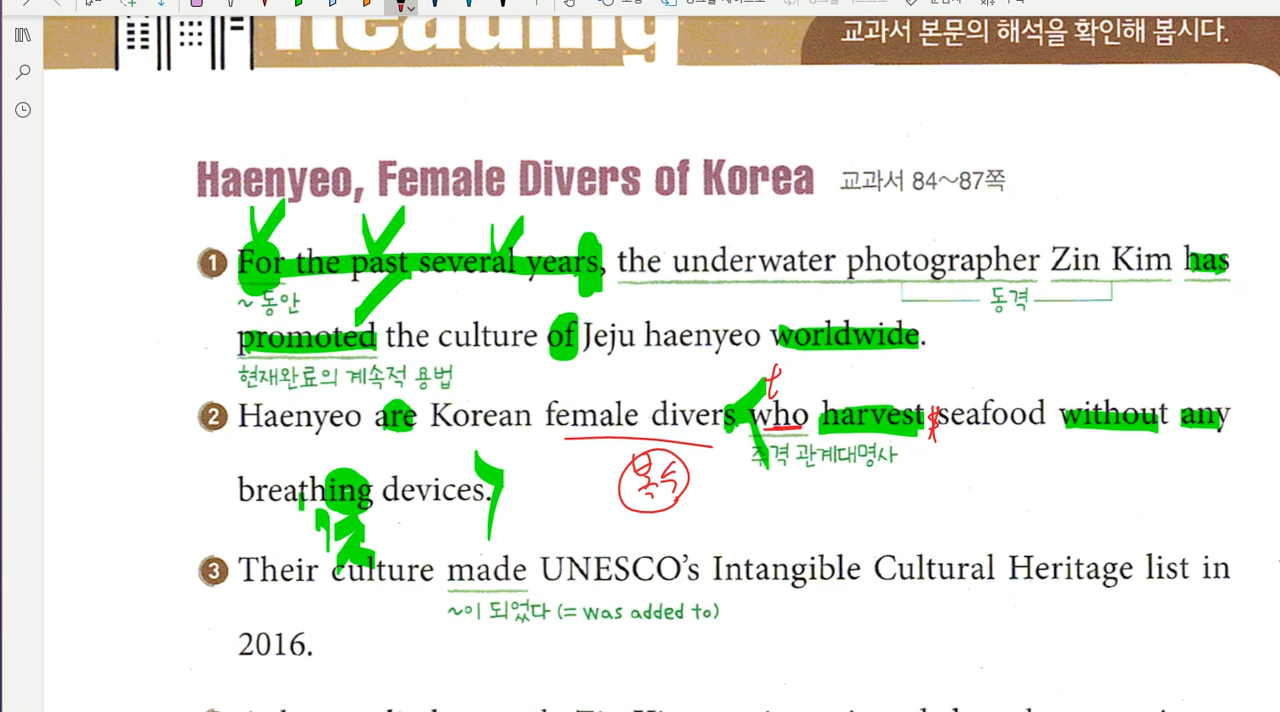 Reading
교과서 본문의 해석을 확인해 봅시다.
Haenyeo, Female Divers of Korea 교과서 84~87쪽
1 For the past several years, the underwater photographer Zin Kim has
~ 동안 동격
promoted the culture of Jeju haenyeo worldwide.
현재완료의 계속적 용법
t
2 Haenyeo are Korean female divers who harvest seafood without any
주격 관계대명사
복수
breathing devices.
3 Their culture made UNESCO's Intangible Cultural Heritage list in
~이 되었다 (= was added to)
2016.